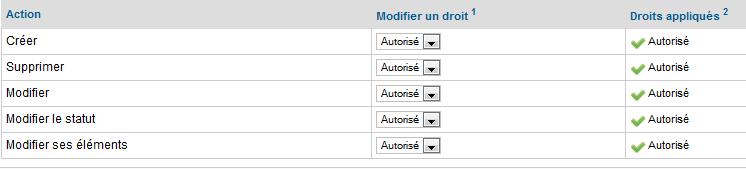 Action Modifier un droit 1 Droits appliqués 2
Créer Autorisé Autorisé
Supprimer Autorisé Autorisé
Modifier Autorisé Autorisé
Modifier le statut Autorisé Autorisé
Modifier ses éléments Autorisé Autorisé